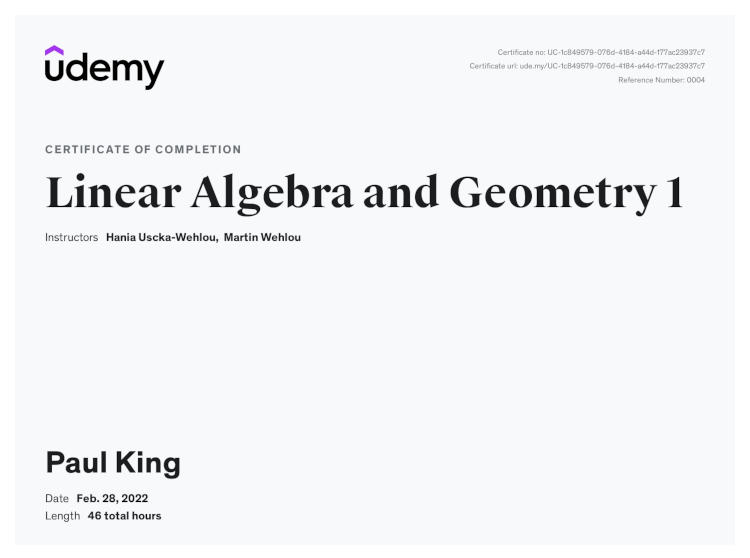 udemy
Certificate no: UC-1c849579-076d-4184-a44d-f77ac23937c7
Certificate url: ude.my/UC-1c849579-076d-4184-a44d-f77ac23937c7
Reference Number: 0004
CERTIFICATE OF COMPLETION
Linear Algebra and Geometry 1
Instructors Hania Uscka-Wehlou, Martin Wehlou
Paul King
Date Feb. 28, 2022
Length 46 total hours